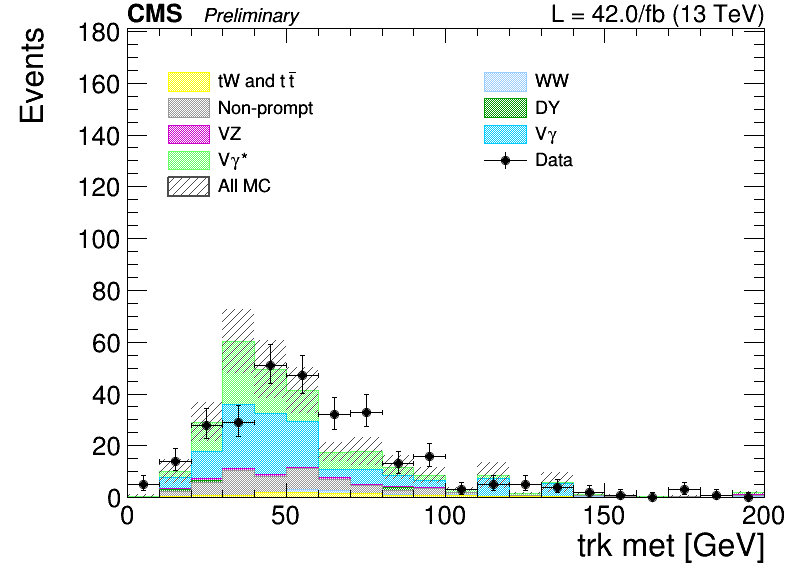 CMS Preliminary L = 42.0/fb (13 TeV)
Events
180
160
140
120
100
80
60
40
20
0
tW and t t̄
Non-prompt
VZ
Vγ*
All MC
WW
DY
Vγ
Data
0 50 100 150 200
trk met [GeV]